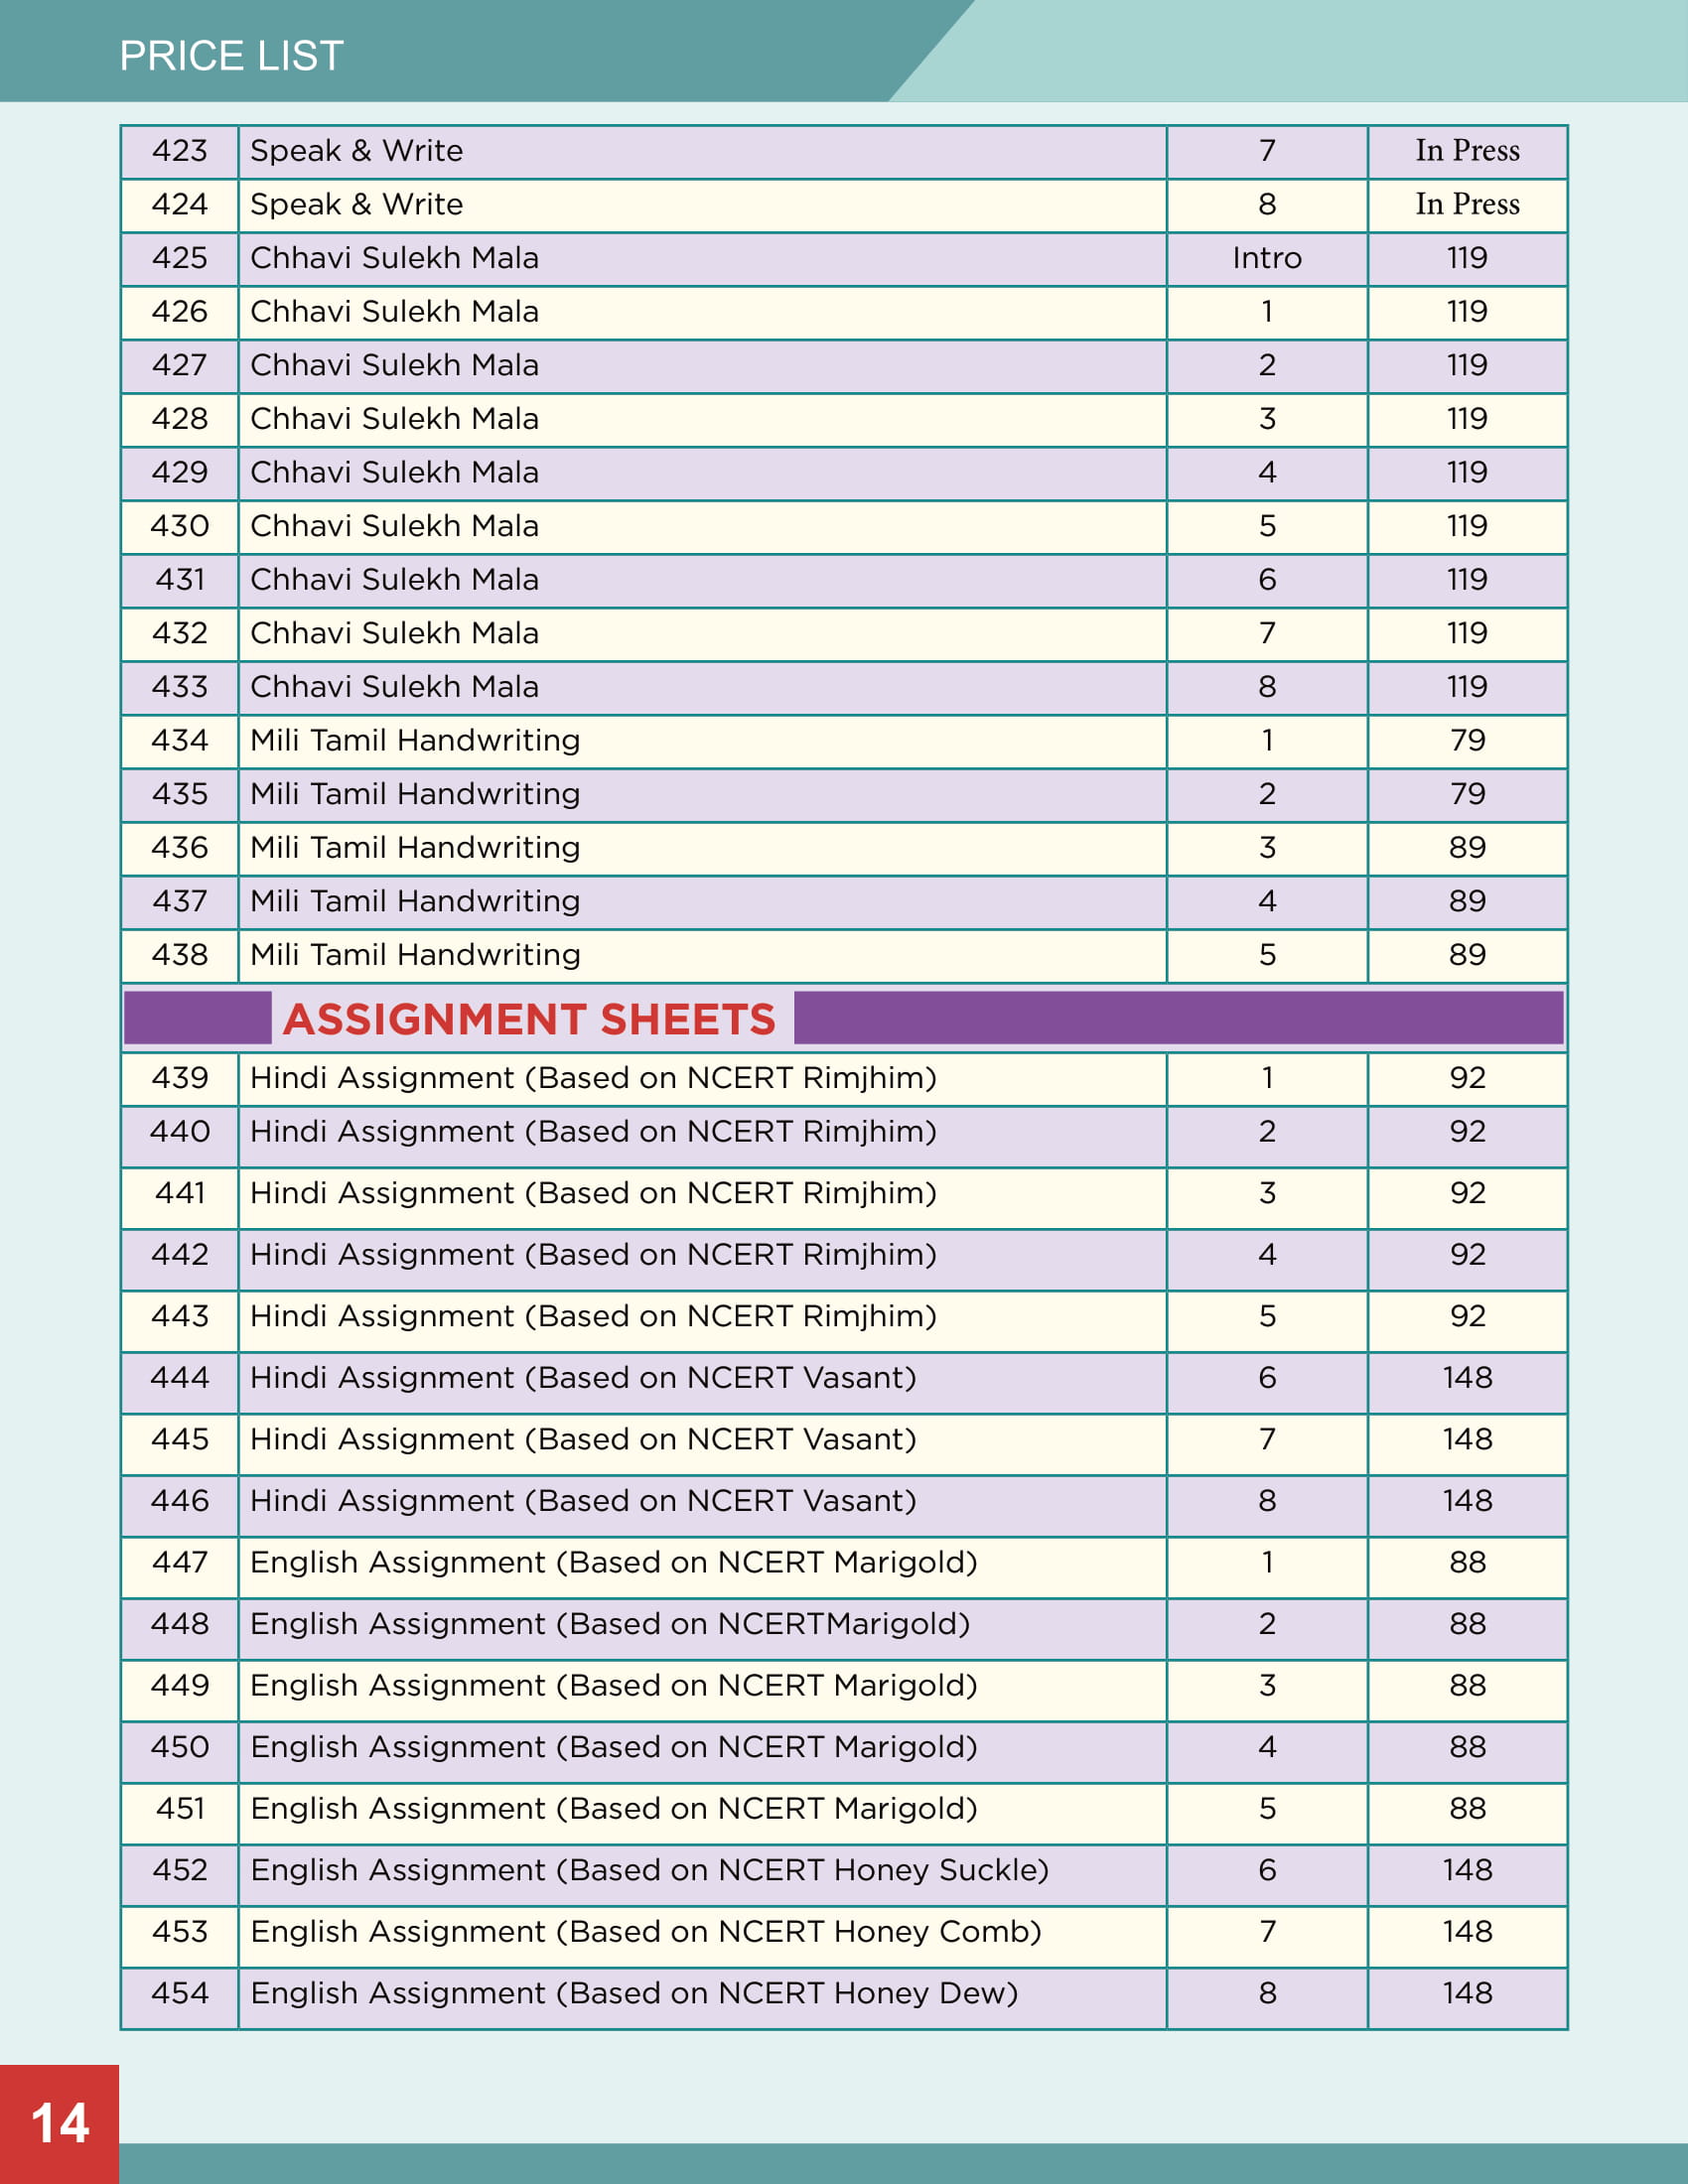 PRICE LIST
423 Speak & Write 7 In Press
424 Speak & Write 8 In Press
425 Chhavi Sulekh Mala Intro 119
426 Chhavi Sulekh Mala 1 119
427 Chhavi Sulekh Mala 2 119
428 Chhavi Sulekh Mala 3 119
429 Chhavi Sulekh Mala 4 119
430 Chhavi Sulekh Mala 5 119
431 Chhavi Sulekh Mala 6 119
432 Chhavi Sulekh Mala 7 119
433 Chhavi Sulekh Mala 8 119
434 Mili Tamil Handwriting 1 79
435 Mili Tamil Handwriting 2 79
436 Mili Tamil Handwriting 3 89
437 Mili Tamil Handwriting 4 89
438 Mili Tamil Handwriting 5 89
ASSIGNMENT SHEETS
439 Hindi Assignment (Based on NCERT Rimjhim) 1 92
440 Hindi Assignment (Based on NCERT Rimjhim) 2 92
441 Hindi Assignment (Based on NCERT Rimjhim) 3 92
442 Hindi Assignment (Based on NCERT Rimjhim) 4 92
443 Hindi Assignment (Based on NCERT Rimjhim) 5 92
444 Hindi Assignment (Based on NCERT Vasant) 6 148
445 Hindi Assignment (Based on NCERT Vasant) 7 148
446 Hindi Assignment (Based on NCERT Vasant) 8 148
447 English Assignment (Based on NCERT Marigold) 1 88
448 English Assignment (Based on NCERTMarigold) 2 88
449 English Assignment (Based on NCERT Marigold) 3 88
450 English Assignment (Based on NCERT Marigold) 4 88
451 English Assignment (Based on NCERT Marigold) 5 88
452 English Assignment (Based on NCERT Honey Suckle) 6 148
453 English Assignment (Based on NCERT Honey Comb) 7 148
454 English Assignment (Based on NCERT Honey Dew) 8 148
14